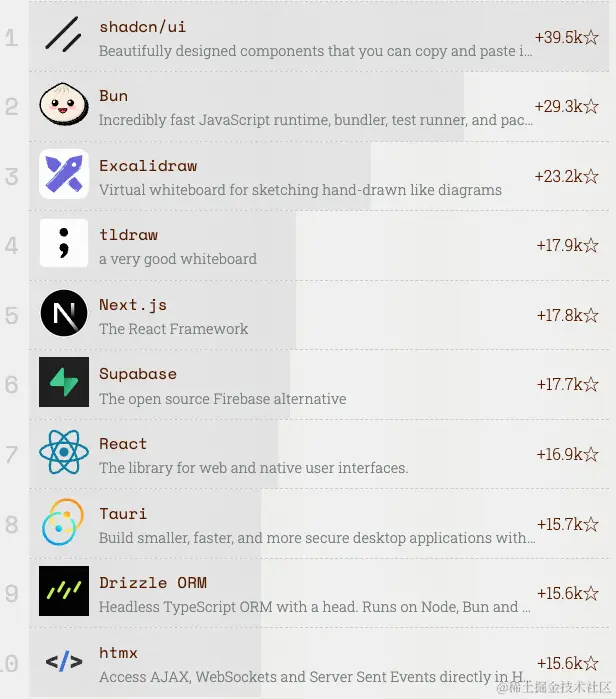 1
shadcn/ui
Beautifully designed components that you can copy and paste i...
+39.5k☆
2
Bun
Incredibly fast JavaScript runtime, bundler, test runner, and pac...
+29.3k☆
3
Excalidraw
Virtual whiteboard for sketching hand-drawn like diagrams
+23.2k☆
4
tldraw
a very good whiteboard
+17.9k☆
5
N
Next.js
The React Framework
+17.8k☆
6
Supabase
The open source Firebase alternative
+17.7k☆
7
React
The library for web and native user interfaces.
+16.9k☆
8
Tauri
Build smaller, faster, and more secure desktop applications with...
+15.7k☆
9
Drizzle ORM
Headless TypeScript ORM with a head. Runs on Node, Bun and ...
+15.6k☆
10
</>
htmx
Access AJAX, WebSockets and Server Sent Events directly in H...
+15.6k☆
@稀土掘金技术社区